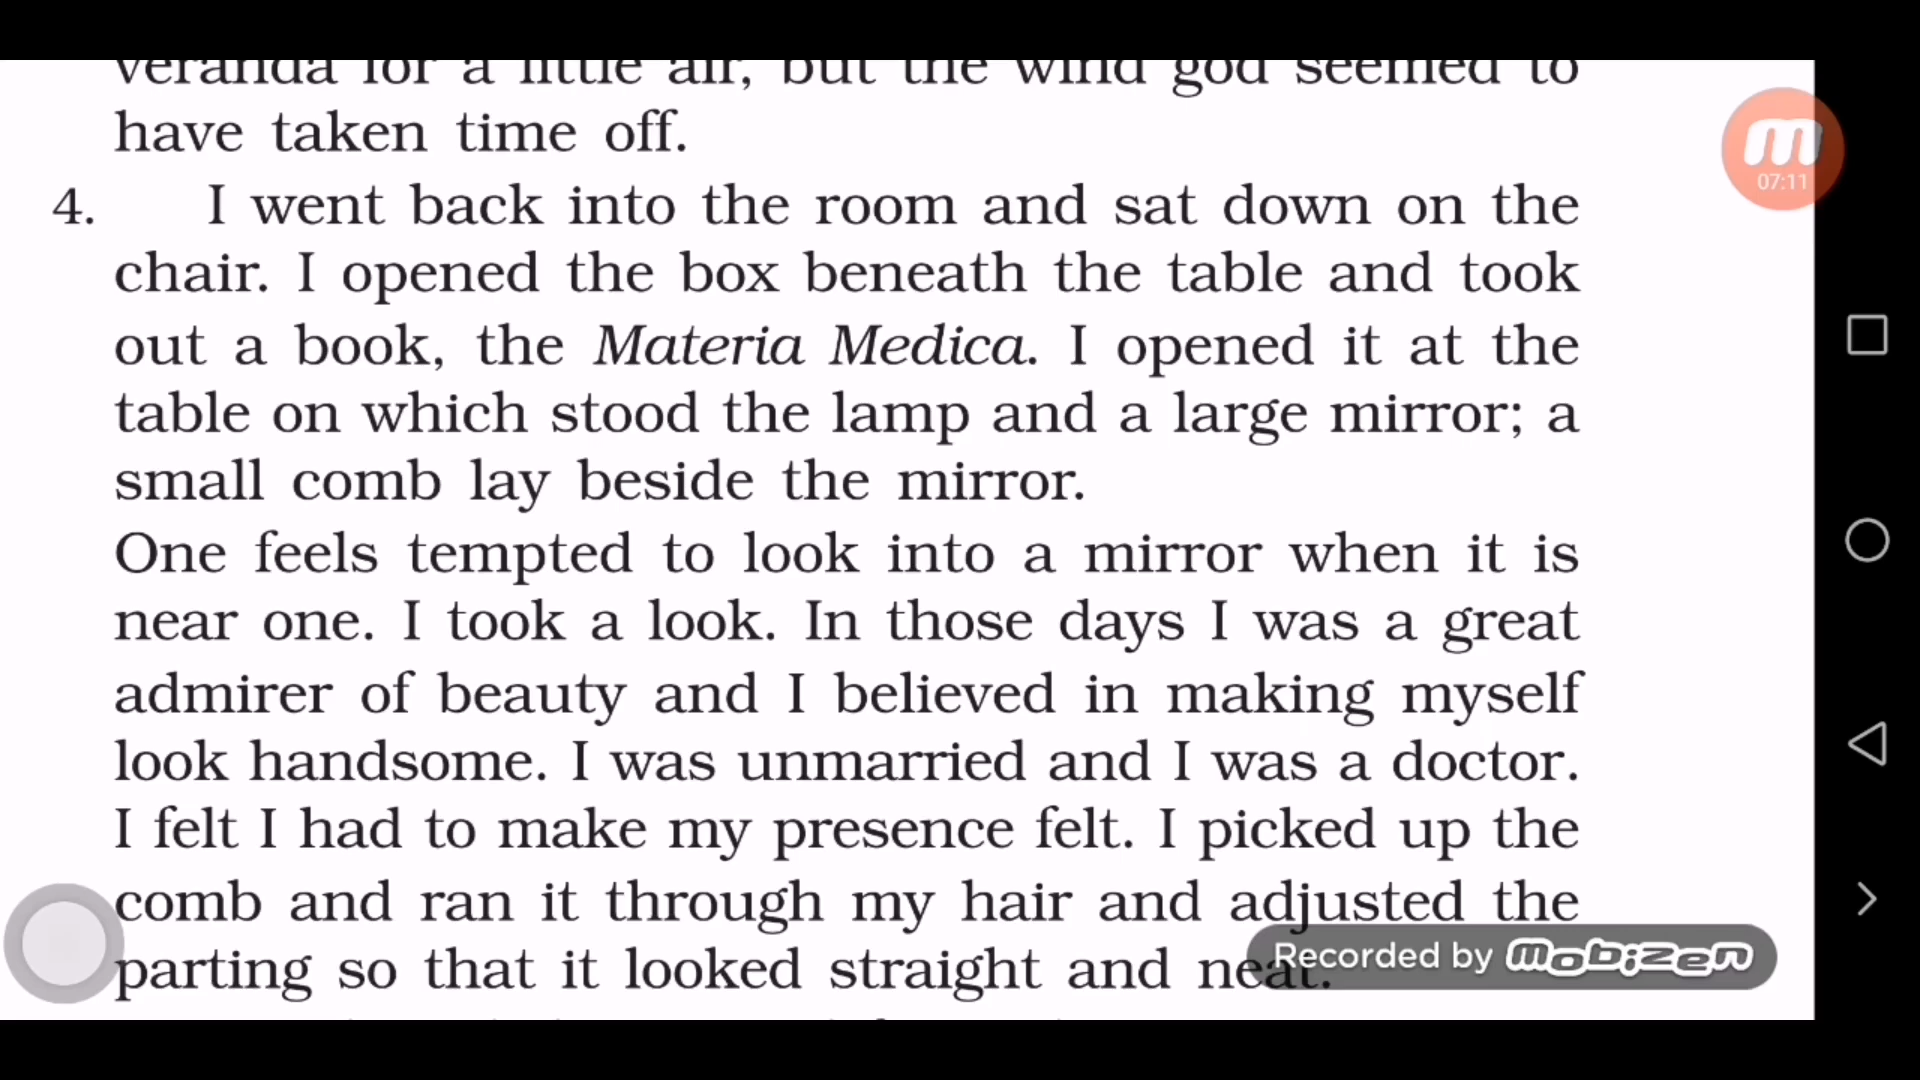 veranda for a little air, but the wind god seemed to
have taken time off.
4. I went back into the room and sat down on the
chair. I opened the box beneath the table and took
out a book, the Materia Medica. I opened it at the
table on which stood the lamp and a large mirror; a
small comb lay beside the mirror.
One feels tempted to look into a mirror when it is
near one. I took a look. In those days I was a great
admirer of beauty and I believed in making myself
look handsome. I was unmarried and I was a doctor.
I felt I had to make my presence felt. I picked up the
comb and ran it through my hair and adjusted the
parting so that it looked straight and neat.
07:11
Recorded by mobizen